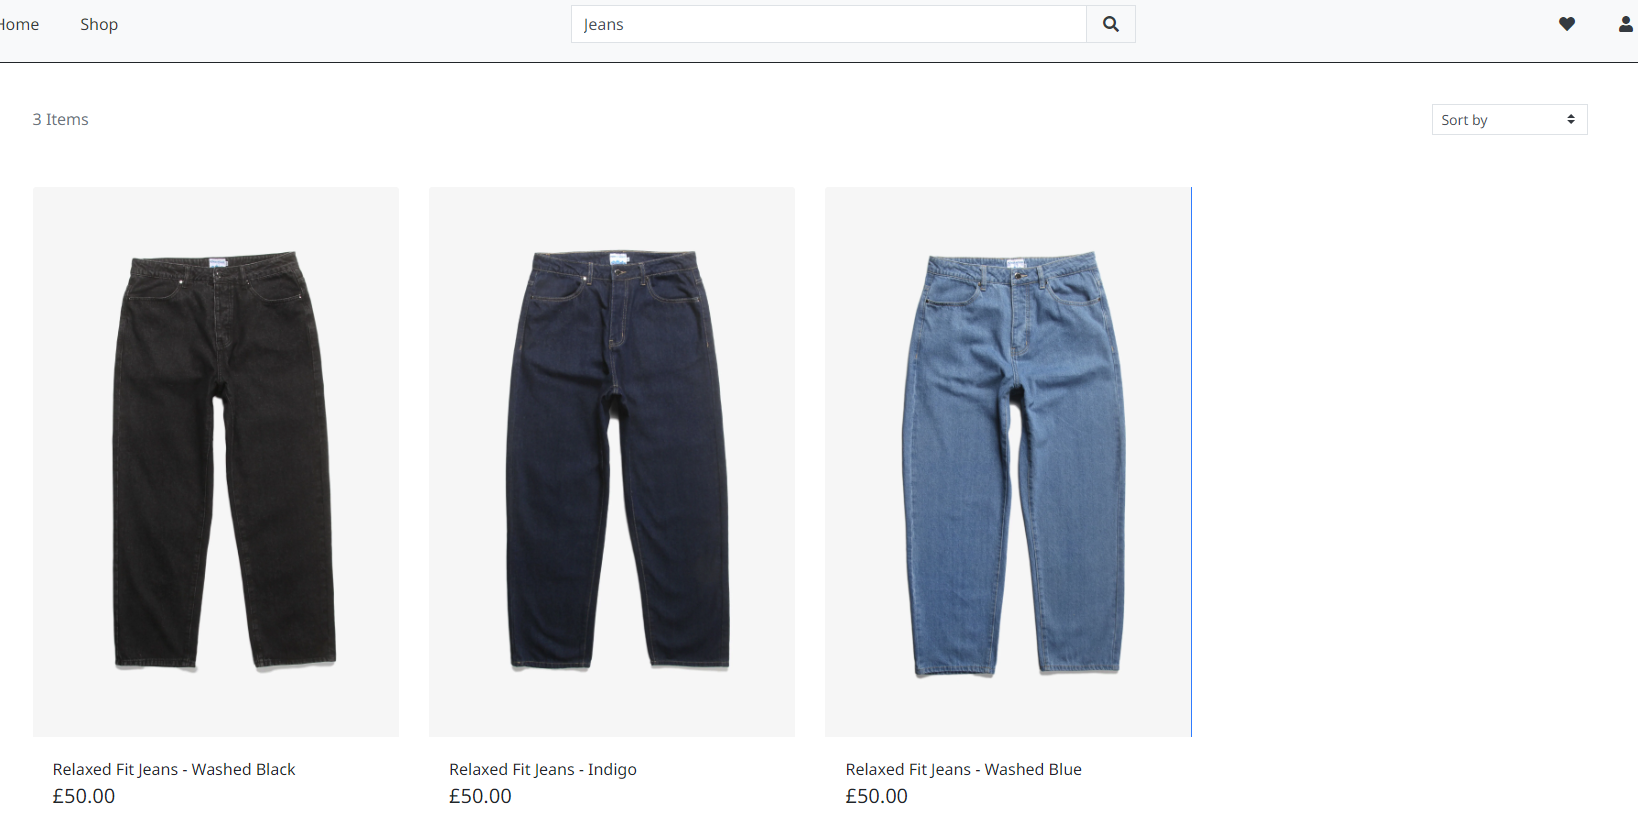 Home Shop Jeans
3 Items Sort by
Relaxed Fit Jeans - Washed Black
£50.00
Relaxed Fit Jeans - Indigo
£50.00
Relaxed Fit Jeans - Washed Blue
£50.00